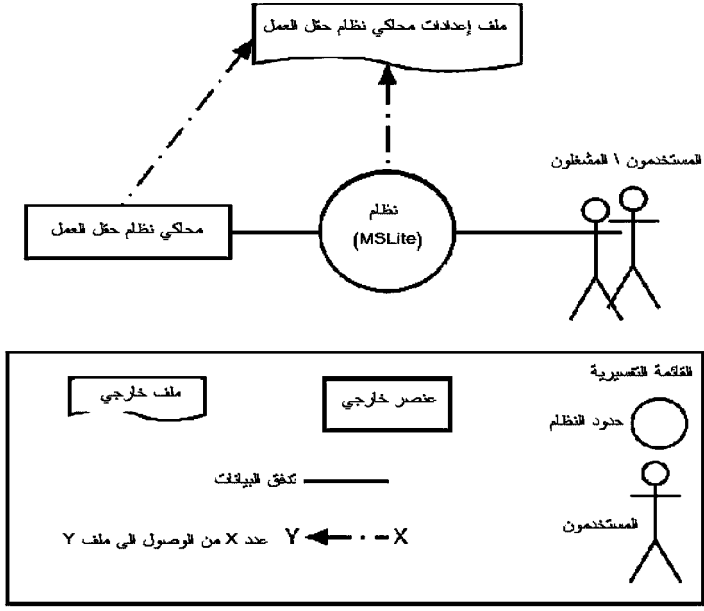 ملف إعدادات محاكي نظام حقل العمل
المستخدمون \ المشغلون
نظام
(MSLite)
محاكي نظام حقل العمل
القائمة التفسيرية
ملف خارجي
عنصر خارجي
حدود النظام
تدفق البيانات
المستخدمون
X Y عدد X من الوصول الى ملف Y